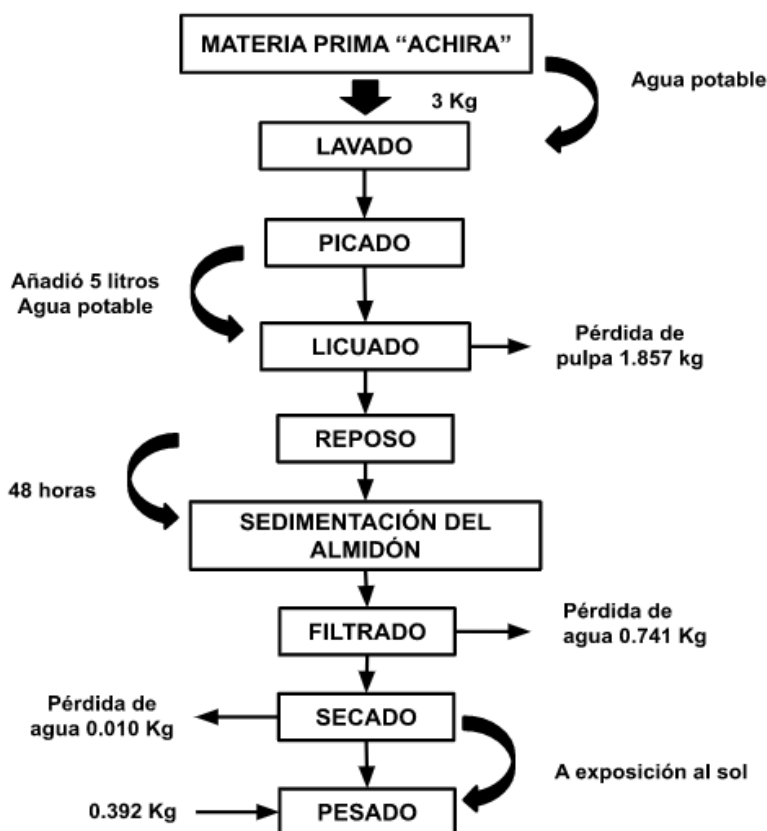 MATERIA PRIMA “ACHIRA”
Agua potable
3 Kg
LAVADO
PICADO
Añadió 5 litros
Agua potable
LICUADO
Pérdida de
pulpa 1.857 kg
REPOSO
48 horas
SEDIMENTACIÓN DEL
ALMIDÓN
FILTRADO
Pérdida de
agua 0.741 Kg
Pérdida de
agua 0.010 Kg
SECADO
A exposición al sol
0.392 Kg
PESADO